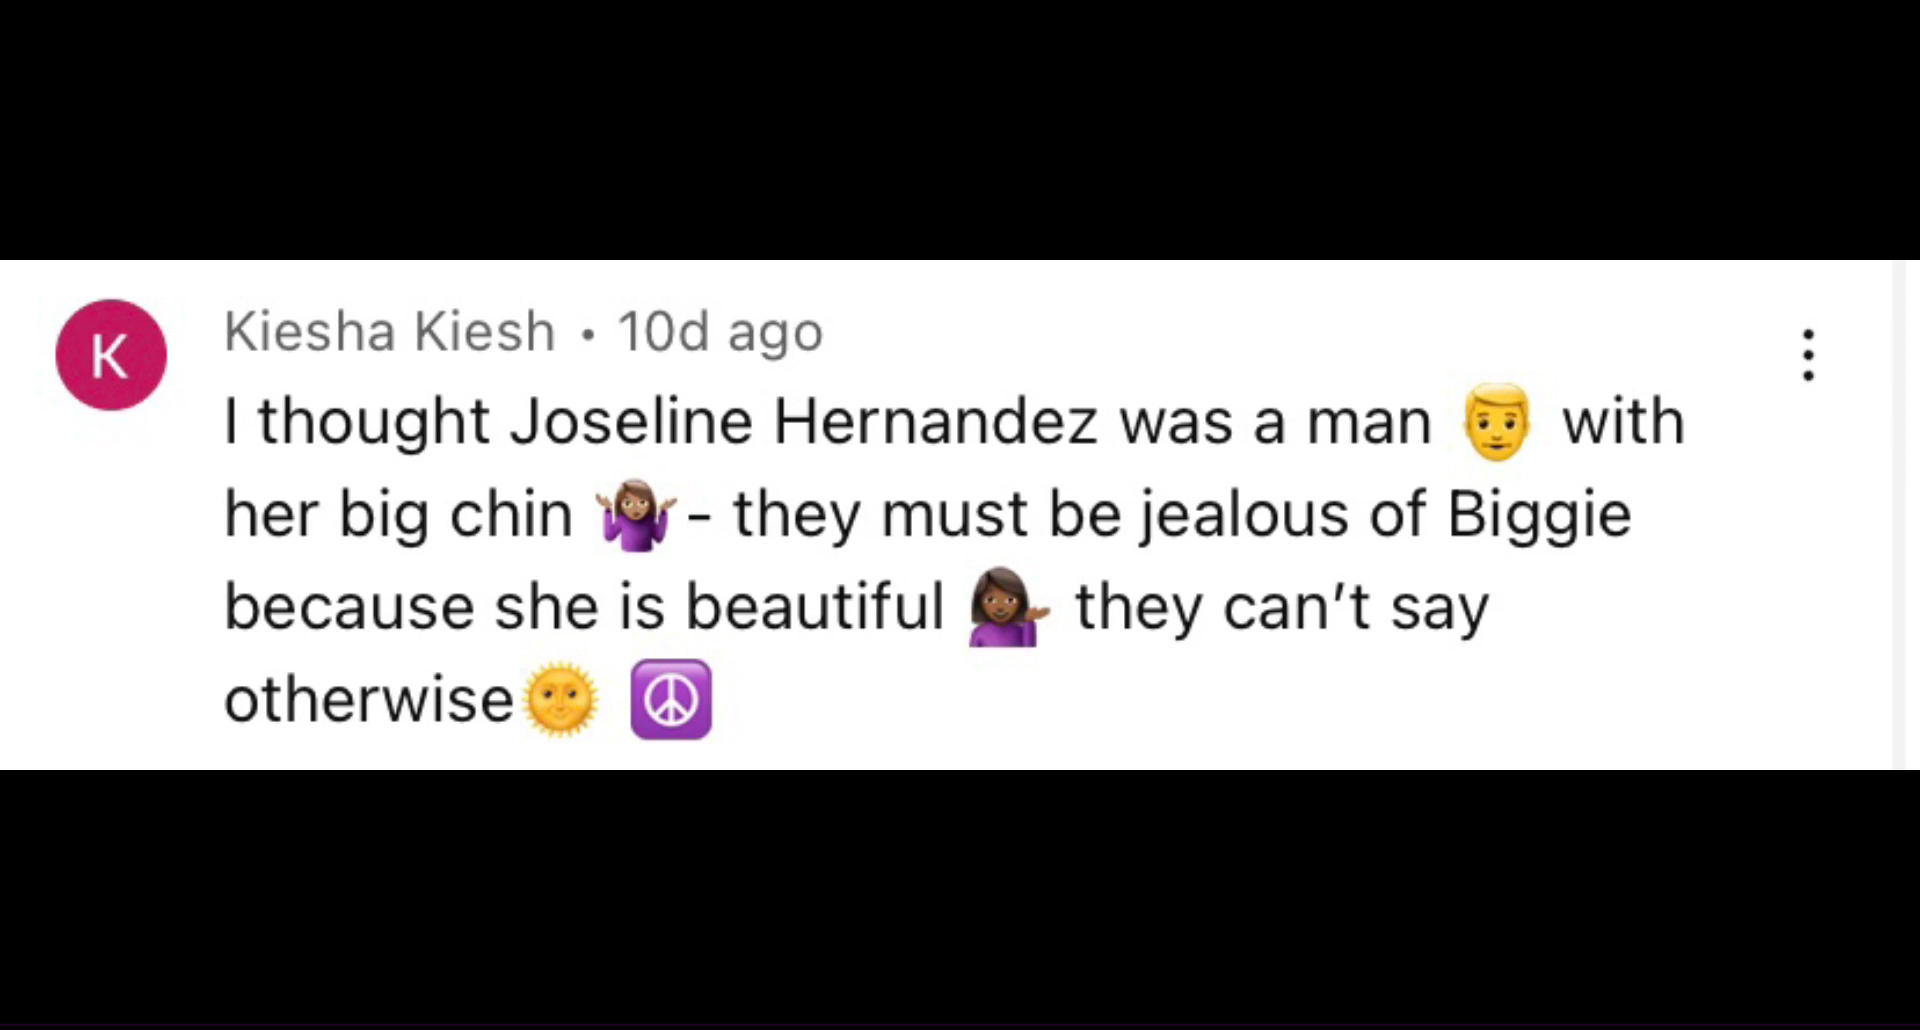 K
Kiesha Kiesh • 10d ago
I thought Joseline Hernandez was a man 👨 with
her big chin 🤷🏽‍♀️- they must be jealous of Biggie
because she is beautiful 💁🏾‍♀️ they can’t say
otherwise🌞 ☮️